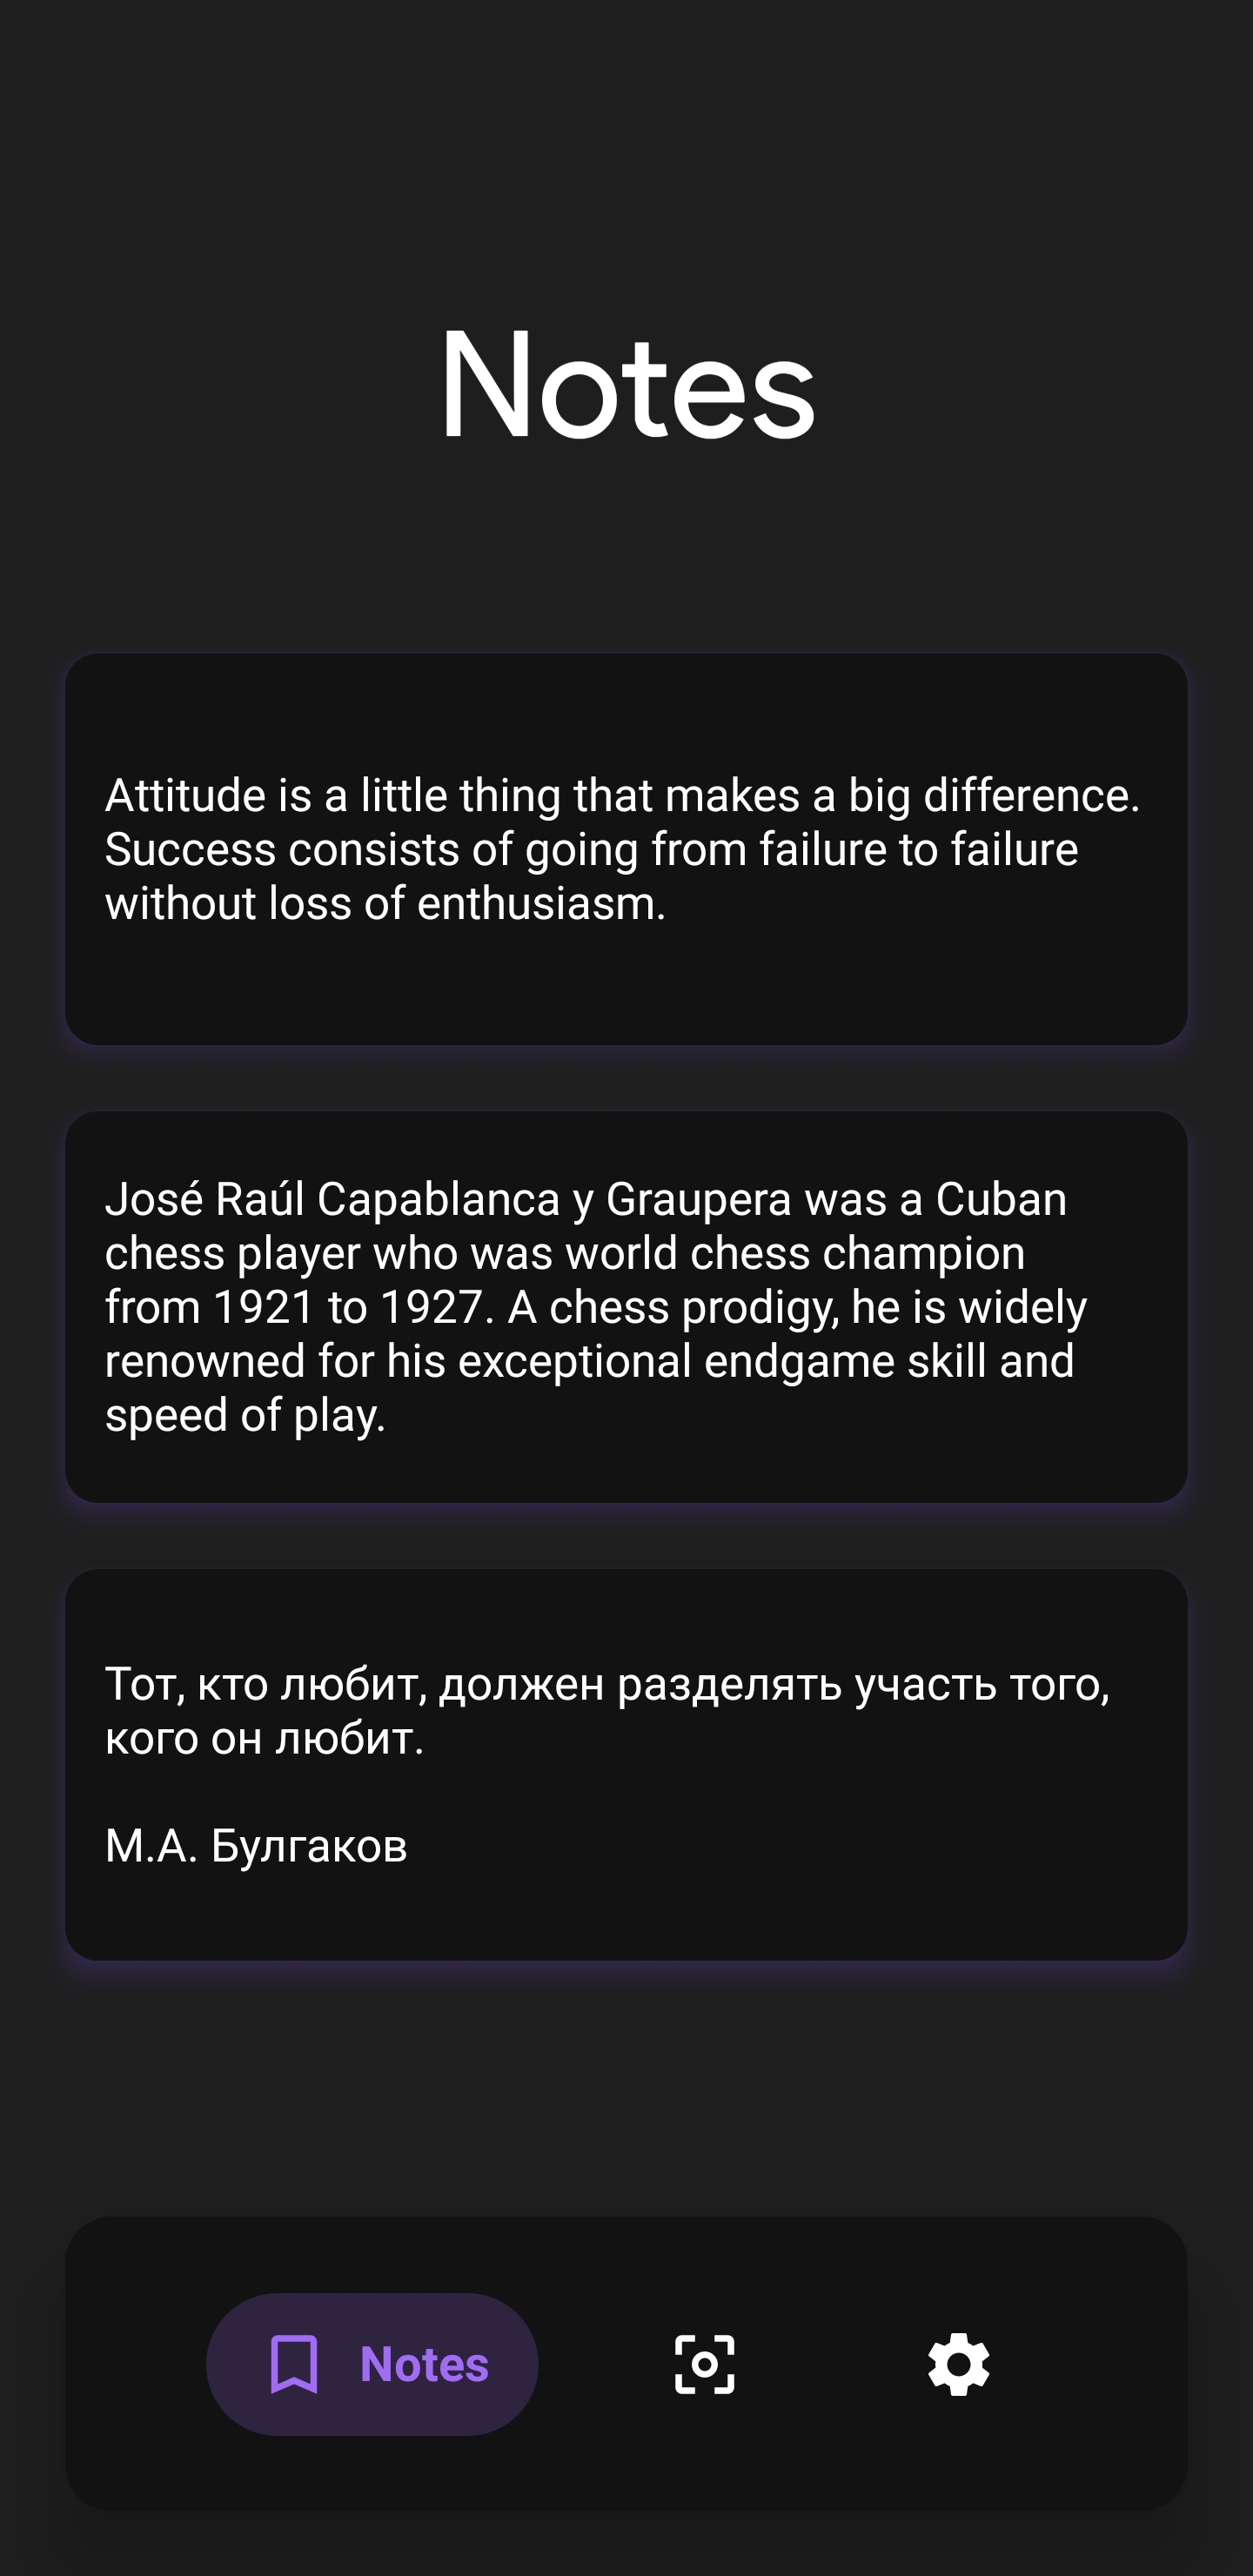 Notes
Attitude is a little thing that makes a big difference.
Success consists of going from failure to failure
without loss of enthusiasm.
José Raúl Capablanca y Graupera was a Cuban
chess player who was world chess champion
from 1921 to 1927. A chess prodigy, he is widely
renowned for his exceptional endgame skill and
speed of play.
Тот, кто любит, должен разделять участь того,
кого он любит.
М.А. Булгаков
Notes